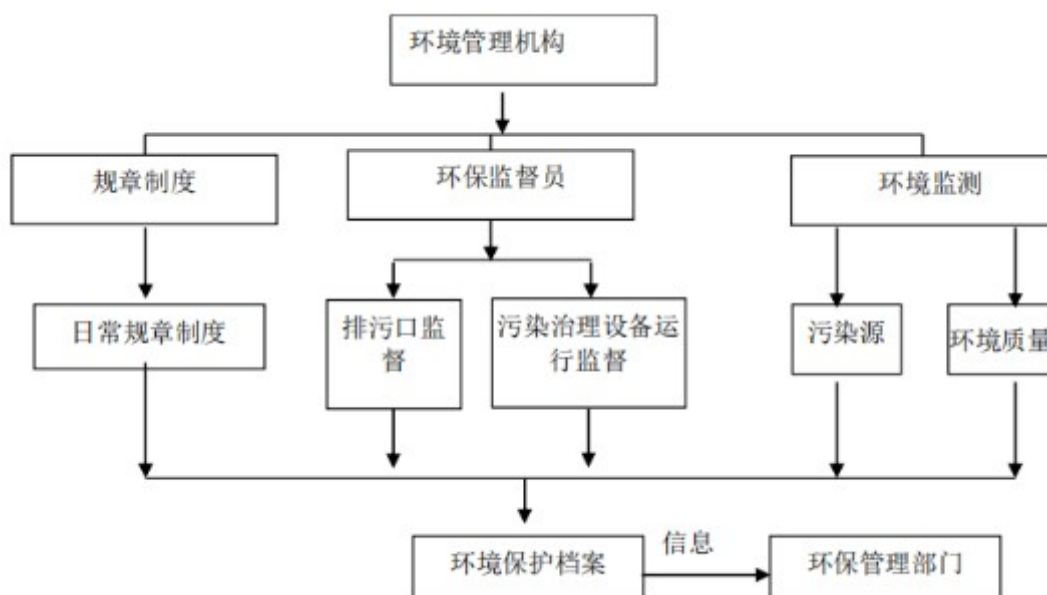 环境管理机构
规章制度
环保监督员
环境监测
日常规章制度
排污口监
督
污染治理设备运
行监督
污染源
环境质量
环境保护档案
信息
环保管理部门